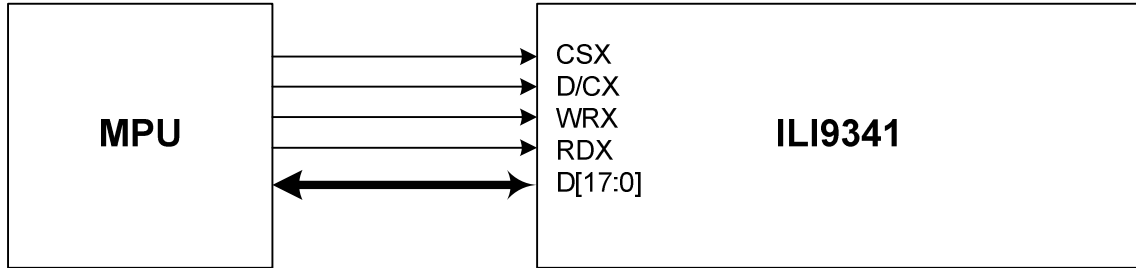 MPU
CSX
D/CX
WRX
RDX
D[17:0]
ILI9341